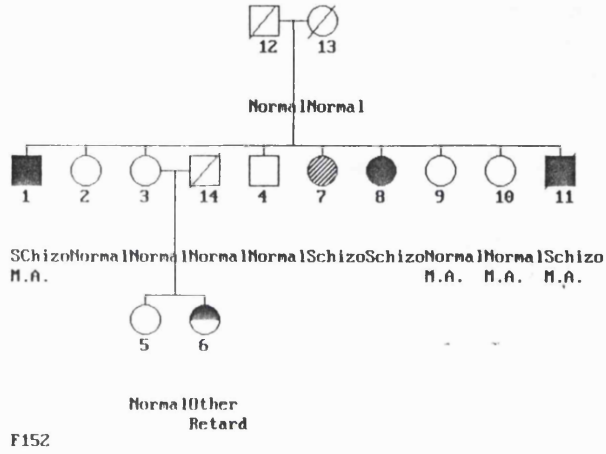 12 13
NormalNormal
1 2 3 14 4 7 8 9 10 11
SChizoNormalNormalNormalNormalSchizoSchizoNormalNormalSchizo
M.A. M.A. M.A. M.A.
5 6
NormalOther
Retard
F152